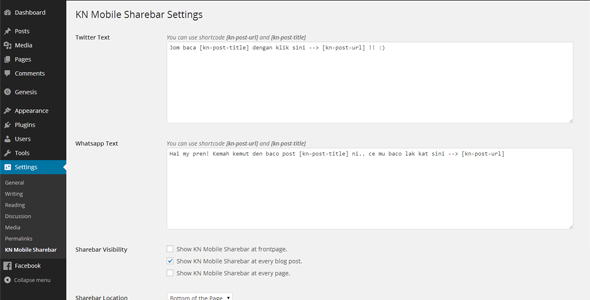 Dashboard
Posts
Media
Pages
Comments
Genesis
Appearance
Plugins
Users
Tools
Settings
General
Writing
Reading
Discussion
Media
Permalinks
KN Mobile Sharebar
Facebook
Collapse menu
KN Mobile Sharebar Settings
Twitter Text
You can use shortcode [kn-post-url] and [kn-post-title]
Jom baca [kn-post-title] dengan klik sini --> [kn-post-url] !! :)
Whatsapp Text
You can use shortcode [kn-post-url] and [kn-post-title]
Hai my pren! Kemah kemut den baco post [kn-post-title] ni.. ce mu baco lak kat sini --> [kn-post-url]
Sharebar Visibility
Show KN Mobile Sharebar at frontpage.
Show KN Mobile Sharebar at every blog post.
Show KN Mobile Sharebar at every page.
Sharebar Location
Bottom of the Page